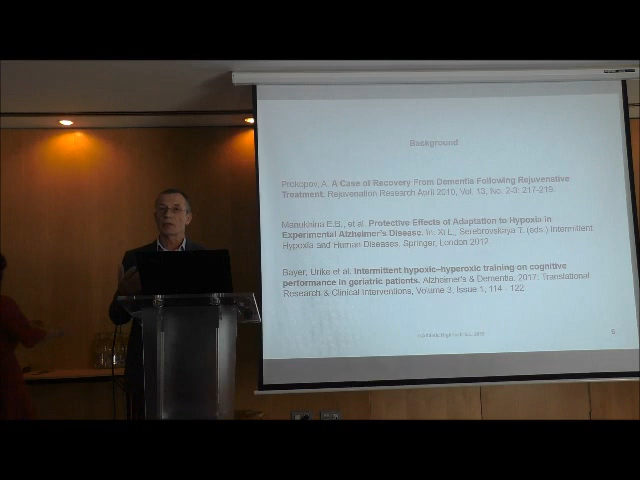 Background
Prokopov, A. A Case of Recovery From Dementia Following Rejuvenative
Treatment. Rejuvenation Research April 2010, Vol. 13, No. 2-3: 217-219.
Manukhina E.B., et al. Protective Effects of Adaptation to Hypoxia in
Experimental Alzheimer's Disease. In: Xi L., Serebrovskaya T. (eds.) Intermittent
Hypoxia and Human Diseases. Springer, London 2012.
Bayer, Urike et al. Intermittent hypoxic–hyperoxic training on cognitive
performance in geriatric patients. Alzheimer's & Dementia. 2017: Translational
Research & Clinical Interventions, Volume 3, Issue 1, 114 - 122